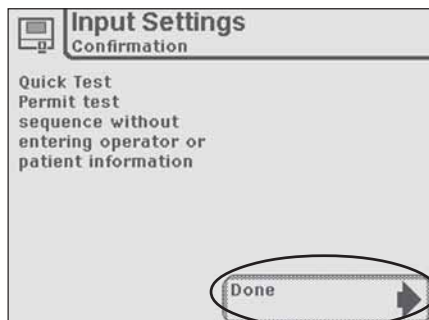 Input Settings
Confirmation
Quick Test
Permit test
sequence without
entering operator or
patient information
Done